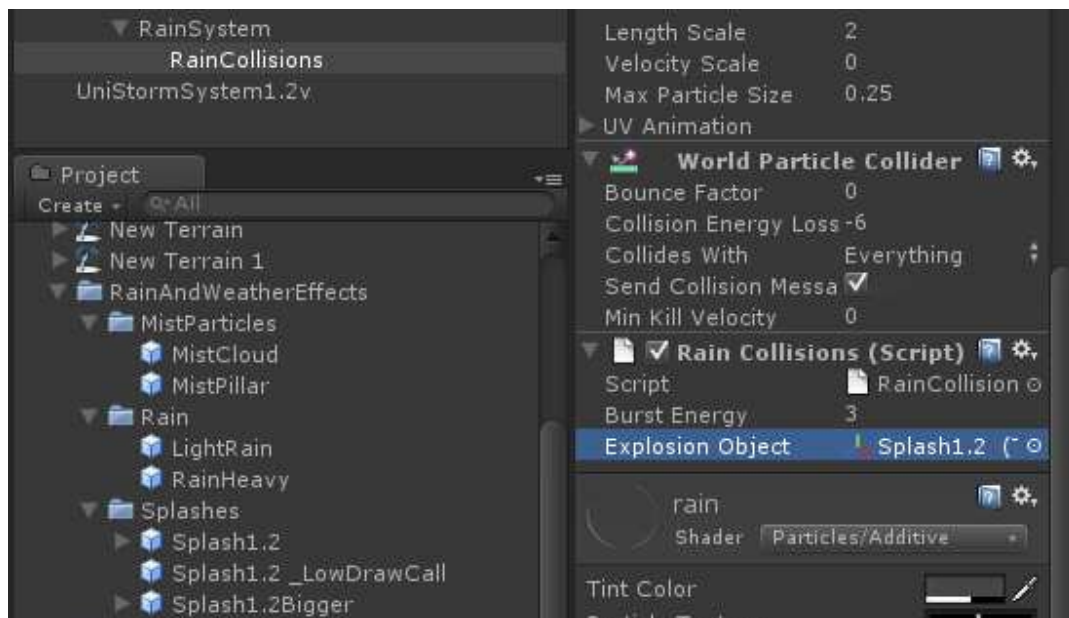 RainSystem
RainCollisions
UniStormSystem1.2v
Project
Create
All
New Terrain
New Terrain 1
RainAndWeatherEffects
MistParticles
MistCloud
MistPillar
Rain
LightRain
RainHeavy
Splashes
Splash1.2
Splash1.2 _LowDrawCall
Splash1.2Bigger
Length Scale 2
Velocity Scale 0
Max Particle Size 0.25
UV Animation
World Particle Collider
Bounce Factor 0
Collision Energy Loss -6
Collides With Everything
Send Collision Messa
Min Kill Velocity 0
Rain Collisions (Script)
Script RainCollision
Burst Energy 3
Explosion Object Splash1.2 (
rain
Shader Particles/Additive
Tint Color